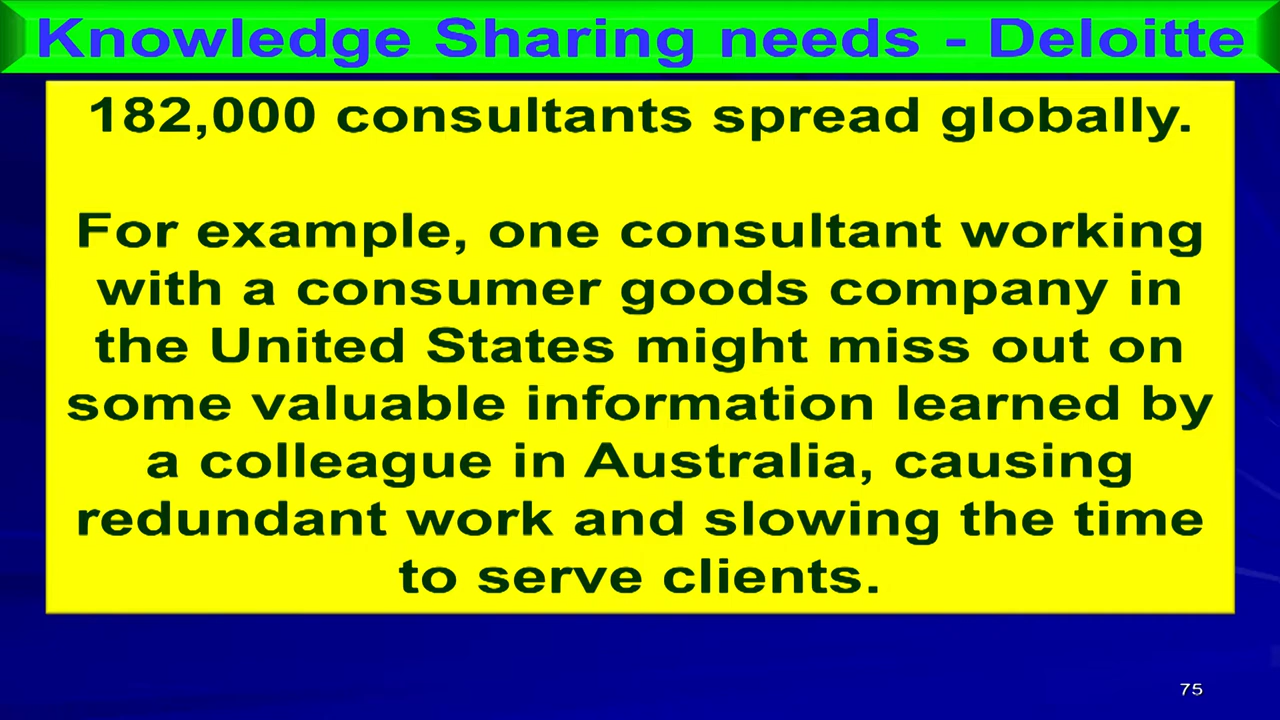 Knowledge Sharing needs - Deloitte
182,000 consultants spread globally.
For example, one consultant working
with a consumer goods company in
the United States might miss out on
some valuable information learned by
a colleague in Australia, causing
redundant work and slowing the time
to serve clients.
75